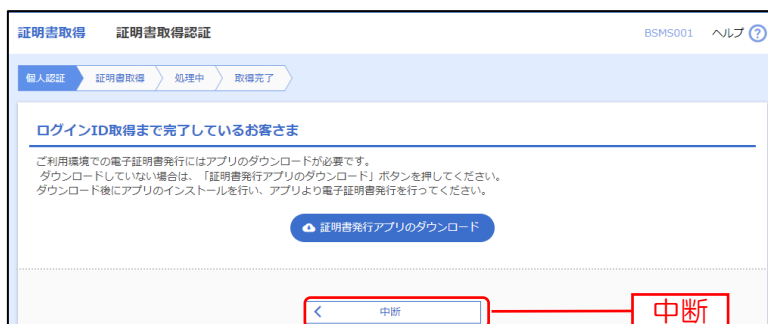 証明書取得 証明書取得認証 BSMS001 ヘルプ ?
個人認証 証明書取得 処理中 取得完了
ログインID取得まで完了しているお客さま
ご利用環境での電子証明書発行にはアプリのダウンロードが必要です。
ダウンロードしていない場合は、「証明書発行アプリのダウンロード」ボタンを押してください。
ダウンロード後にアプリのインストールを行い、アプリより電子証明書発行を行ってください。
証明書発行アプリのダウンロード
中断 中断